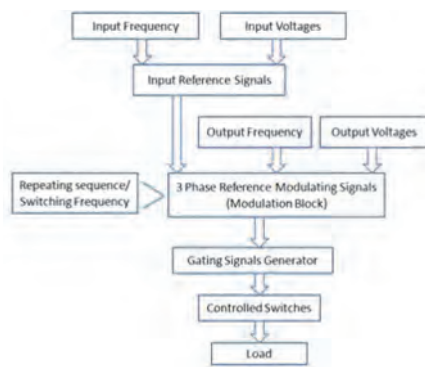 Input Frequency
Input Voltages
Input Reference Signals
Output Frequency
Output Voltages
Repeating sequence/
Switching Frequency
3 Phase Reference Modulating Signals
(Modulation Block)
Gating Signals Generator
Controlled Switches
Load